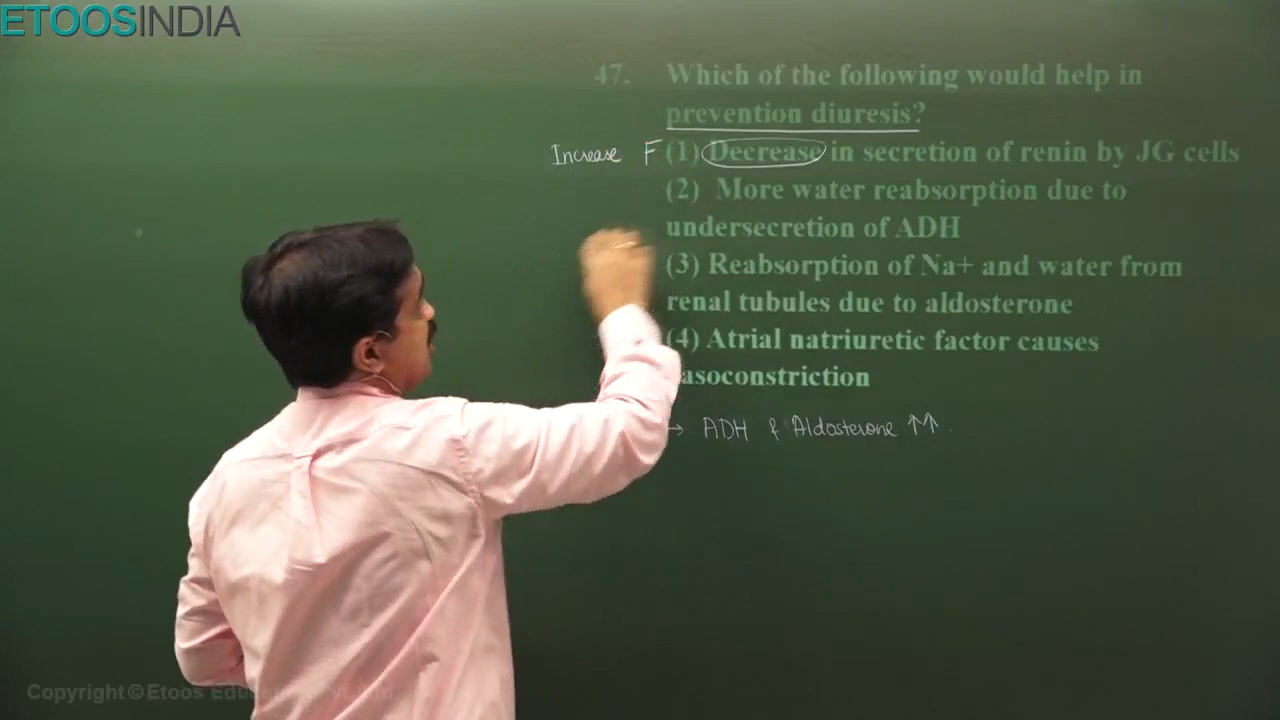 ETOOSINDIA
47. Which of the following would help in
prevention diuresis?
Increase F (1) Decrease in secretion of renin by JG cells
(2) More water reabsorption due to
undersecretion of ADH
(3) Reabsorption of Na+ and water from
renal tubules due to aldosterone
(4) Atrial natriuretic factor causes
asoconstriction
→ ADH & Aldosterone ↑↑.
Copyright © Etoos